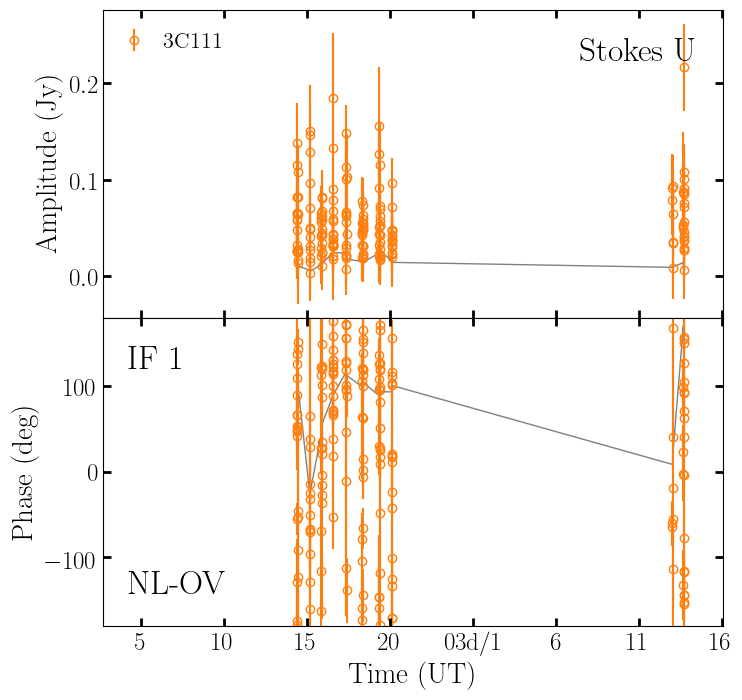 3C111
Stokes U
Amplitude (Jy)
0.2
0.1
0.0
IF 1
NL-OV
Phase (deg)
100
0
−100
5 10 15 20 03d/1 6 11 16
Time (UT)